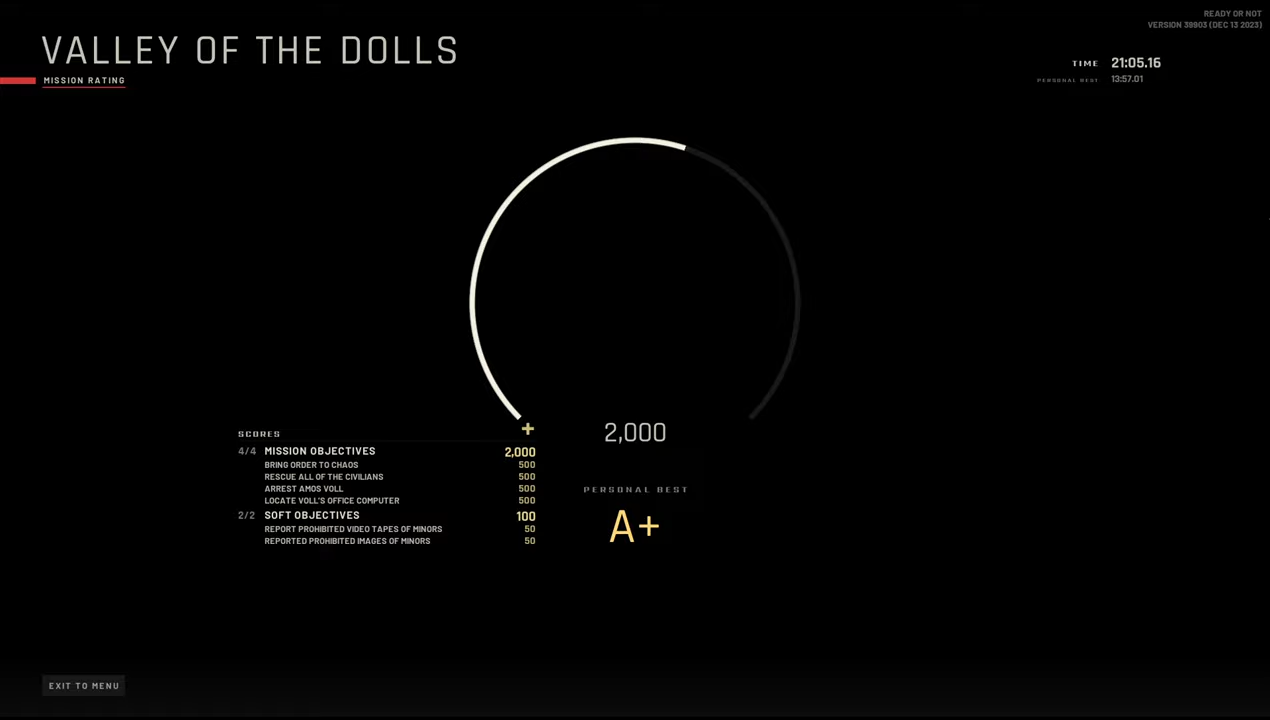 READY OR NOT
VERSION 39903 (DEC 13 2023)
VALLEY OF THE DOLLS
MISSION RATING
TIME 21:05.16
PERSONAL BEST 13:57.01
SCORES +
4/4 MISSION OBJECTIVES 2,000
BRING ORDER TO CHAOS 500
RESCUE ALL OF THE CIVILIANS 500
ARREST AMOS VOLL 500
LOCATE VOLL'S OFFICE COMPUTER 500
2/2 SOFT OBJECTIVES 100
REPORT PROHIBITED VIDEO TAPES OF MINORS 50
REPORTED PROHIBITED IMAGES OF MINORS 50
2,000
PERSONAL BEST
A+
EXIT TO MENU